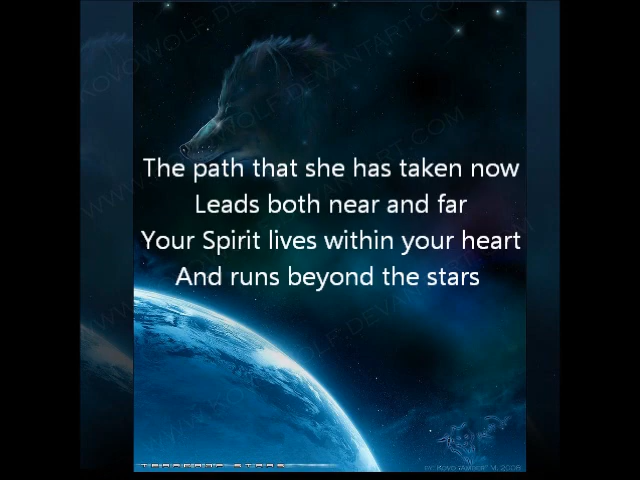 The path that she has taken now
Leads both near and far
Your Spirit lives within your heart
And runs beyond the stars